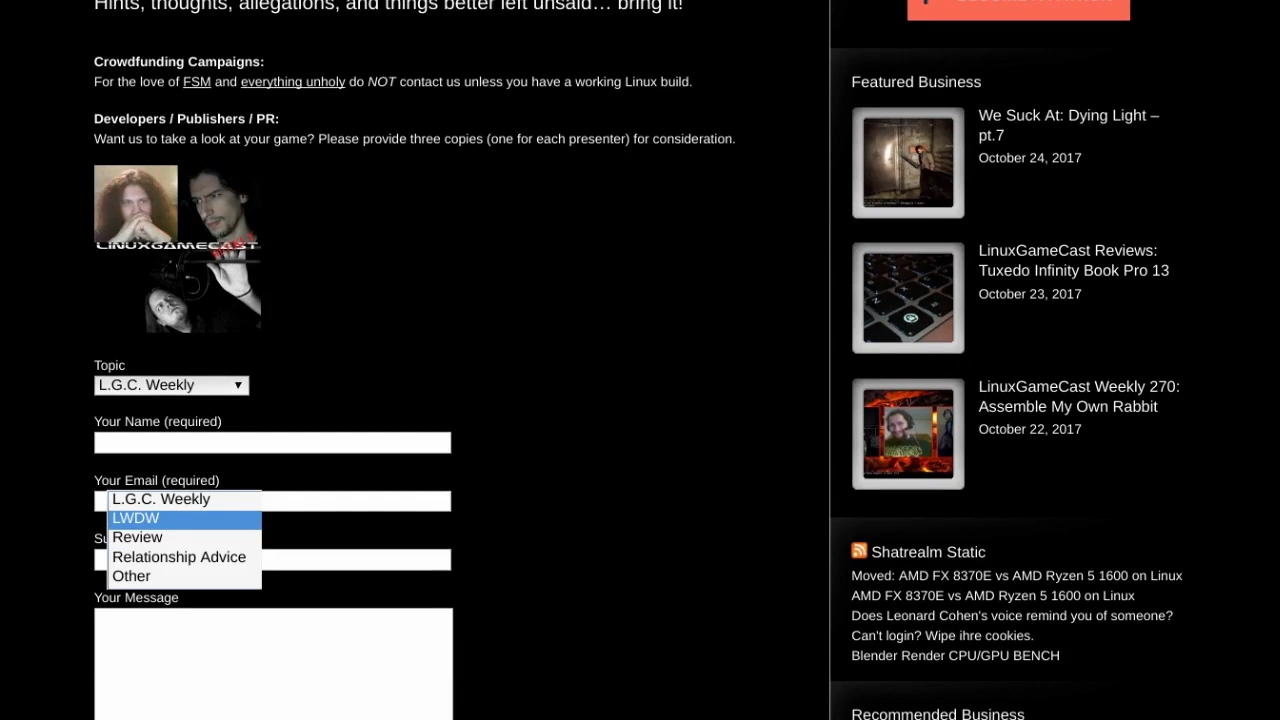 Hints, thoughts, allegations, and things better left unsaid… bring it!
Crowdfunding Campaigns:
For the love of FSM and everything unholy do NOT contact us unless you have a working Linux build.
Developers / Publishers / PR:
Want us to take a look at your game? Please provide three copies (one for each presenter) for consideration.
LINUXGAMECAST
Topic
L.G.C. Weekly
Your Name (required)
Your Email (required)
L.G.C. Weekly
LWDW
Review
Relationship Advice
Other
Your Message
Featured Business
We Suck At: Dying Light –
pt.7
October 24, 2017
LinuxGameCast Reviews:
Tuxedo Infinity Book Pro 13
October 23, 2017
LinuxGameCast Weekly 270:
Assemble My Own Rabbit
October 22, 2017
Shatrealm Static
Moved: AMD FX 8370E vs AMD Ryzen 5 1600 on Linux
AMD FX 8370E vs AMD Ryzen 5 1600 on Linux
Does Leonard Cohen's voice remind you of someone?
Can't login? Wipe ihre cookies.
Blender Render CPU/GPU BENCH
Recommended Business